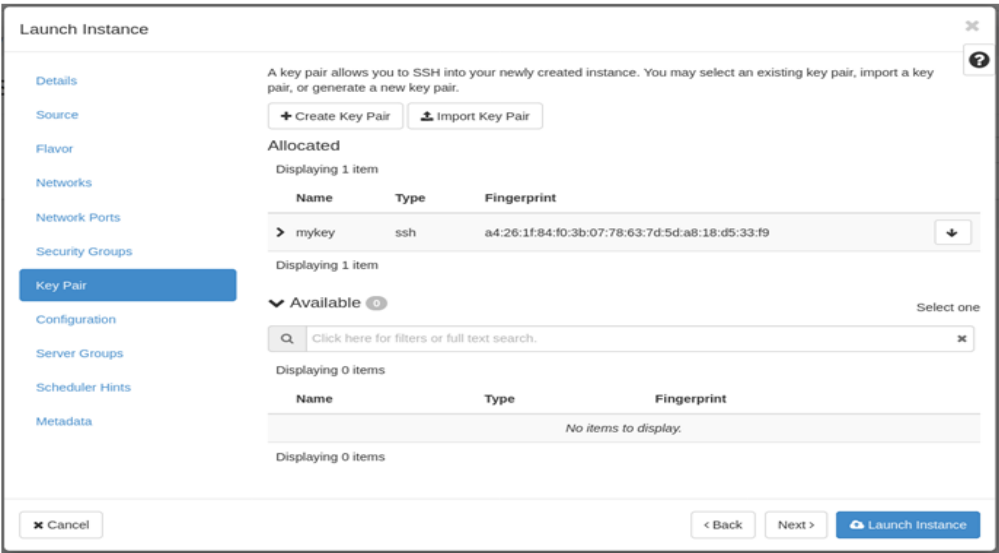 Launch Instance
Details
Source
Flavor
Networks
Network Ports
Security Groups
Key Pair
Configuration
Server Groups
Scheduler Hints
Metadata
A key pair allows you to SSH into your newly created instance. You may select an existing key pair, import a key
pair, or generate a new key pair.
Create Key Pair Import Key Pair
Allocated
Displaying 1 item
Name Type Fingerprint
mykey ssh a4:26:1f:84:f0:3b:07:78:63:7d:5d:a8:18:d5:33:f9
Displaying 1 item
Available 0
Select one
Click here for filters or full text search.
Displaying 0 items
Name Type Fingerprint
No items to display.
Displaying 0 items
Cancel < Back Next > Launch Instance